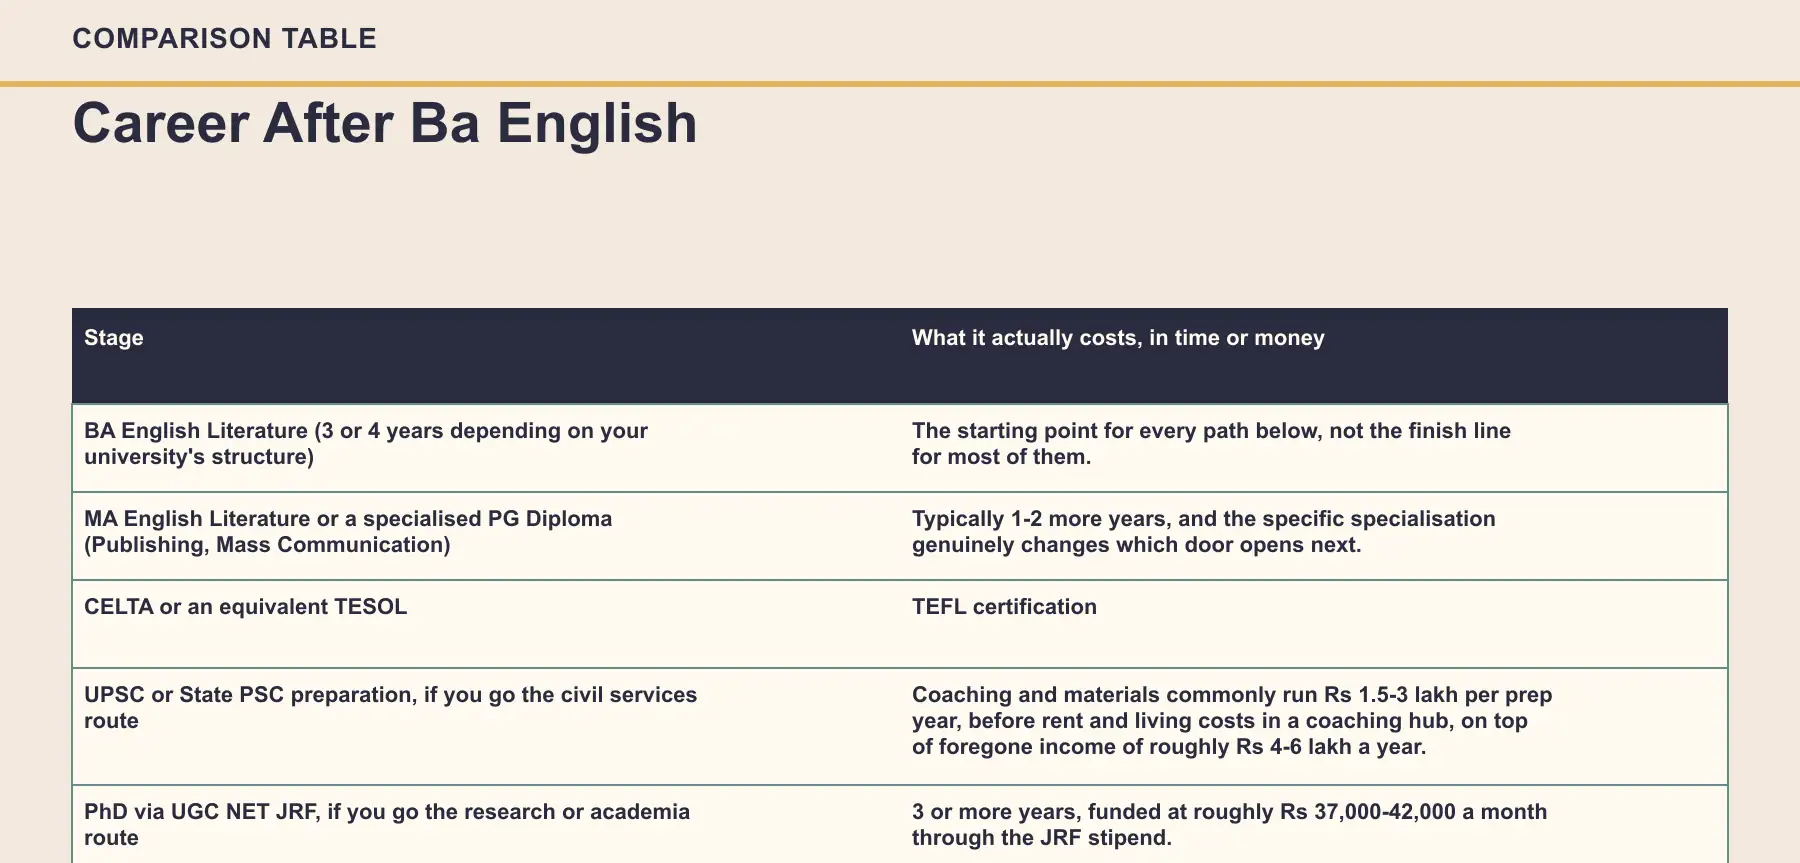 COMPARISON TABLE
Career After Ba English
Stage
What it actually costs, in time or money
BA English Literature (3 or 4 years depending on your
university's structure)
The starting point for every path below, not the finish line
for most of them.
MA English Literature or a specialised PG Diploma
(Publishing, Mass Communication)
Typically 1-2 more years, and the specific specialisation
genuinely changes which door opens next.
CELTA or an equivalent TESOL
TEFL certification
UPSC or State PSC preparation, if you go the civil services
route
Coaching and materials commonly run Rs 1.5-3 lakh per prep
year, before rent and living costs in a coaching hub, on top
of foregone income of roughly Rs 4-6 lakh a year.
PhD via UGC NET JRF, if you go the research or academia
route
3 or more years, funded at roughly Rs 37,000-42,000 a month
through the JRF stipend.